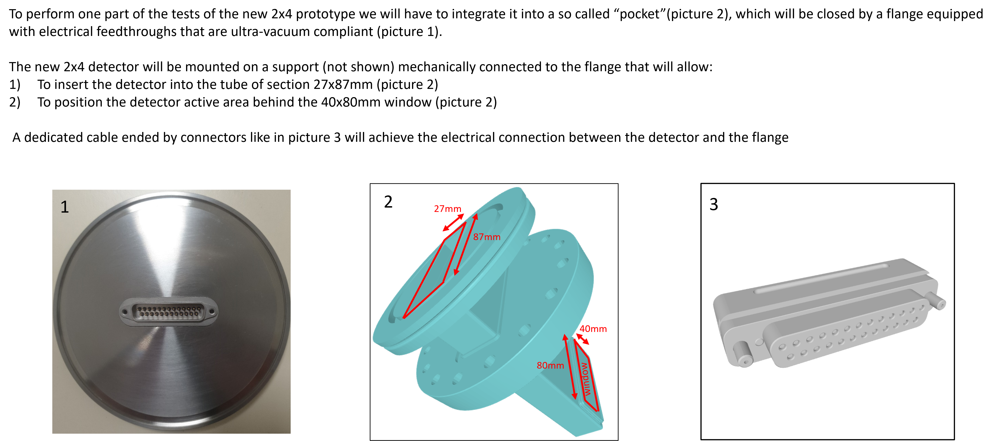 To perform one part of the tests of the new 2x4 prototype we will have to integrate it into a so called “pocket”(picture 2), which will be closed by a flange equipped
with electrical feedthroughs that are ultra-vacuum compliant (picture 1).
The new 2x4 detector will be mounted on a support (not shown) mechanically connected to the flange that will allow:
1) To insert the detector into the tube of section 27x87mm (picture 2)
2) To position the detector active area behind the 40x80mm window (picture 2)
A dedicated cable ended by connectors like in picture 3 will achieve the electrical connection between the detector and the flange
1
2
27mm
87mm
40mm
80mm
window
3